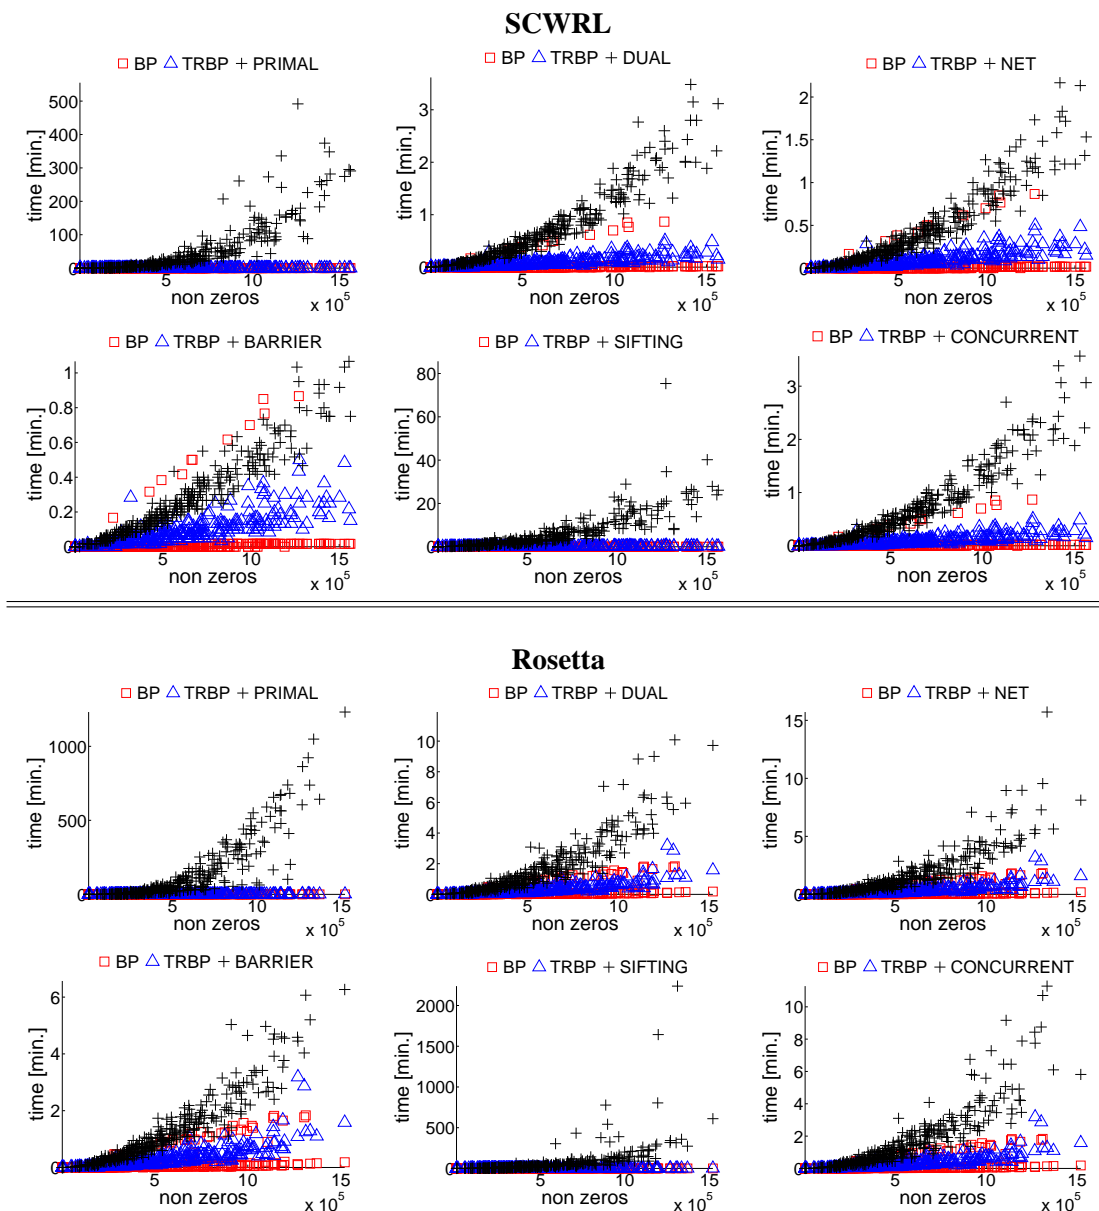 SCWRL
BP TRBP + PRIMAL
500
400
300
200
100
0
time [min.]
5 10 15
non zeros
x 10^5
BP TRBP + DUAL
3
2
1
0
time [min.]
5 10 15
non zeros
x 10^5
BP TRBP + NET
2
1.5
1
0.5
0
time [min.]
5 10 15
non zeros
x 10^5
BP TRBP + BARRIER
1
0.8
0.6
0.4
0.2
0
time [min.]
5 10 15
non zeros
x 10^5
BP TRBP + SIFTING
80
60
40
20
0
time [min.]
5 10 15
non zeros
x 10^5
BP TRBP + CONCURRENT
3
2
1
0
time [min.]
5 10 15
non zeros
x 10^5
Rosetta
BP TRBP + PRIMAL
1000
500
0
time [min.]
5 10 15
non zeros
x 10^5
BP TRBP + DUAL
10
8
6
4
2
0
time [min.]
5 10 15
non zeros
x 10^5
BP TRBP + NET
15
10
5
0
time [min.]
5 10 15
non zeros
x 10^5
BP TRBP + BARRIER
6
4
2
0
time [min.]
5 10 15
non zeros
x 10^5
BP TRBP + SIFTING
2000
1500
1000
500
0
time [min.]
5 10 15
non zeros
x 10^5
BP TRBP + CONCURRENT
10
8
6
4
2
0
time [min.]
5 10 15
non zeros
x 10^5